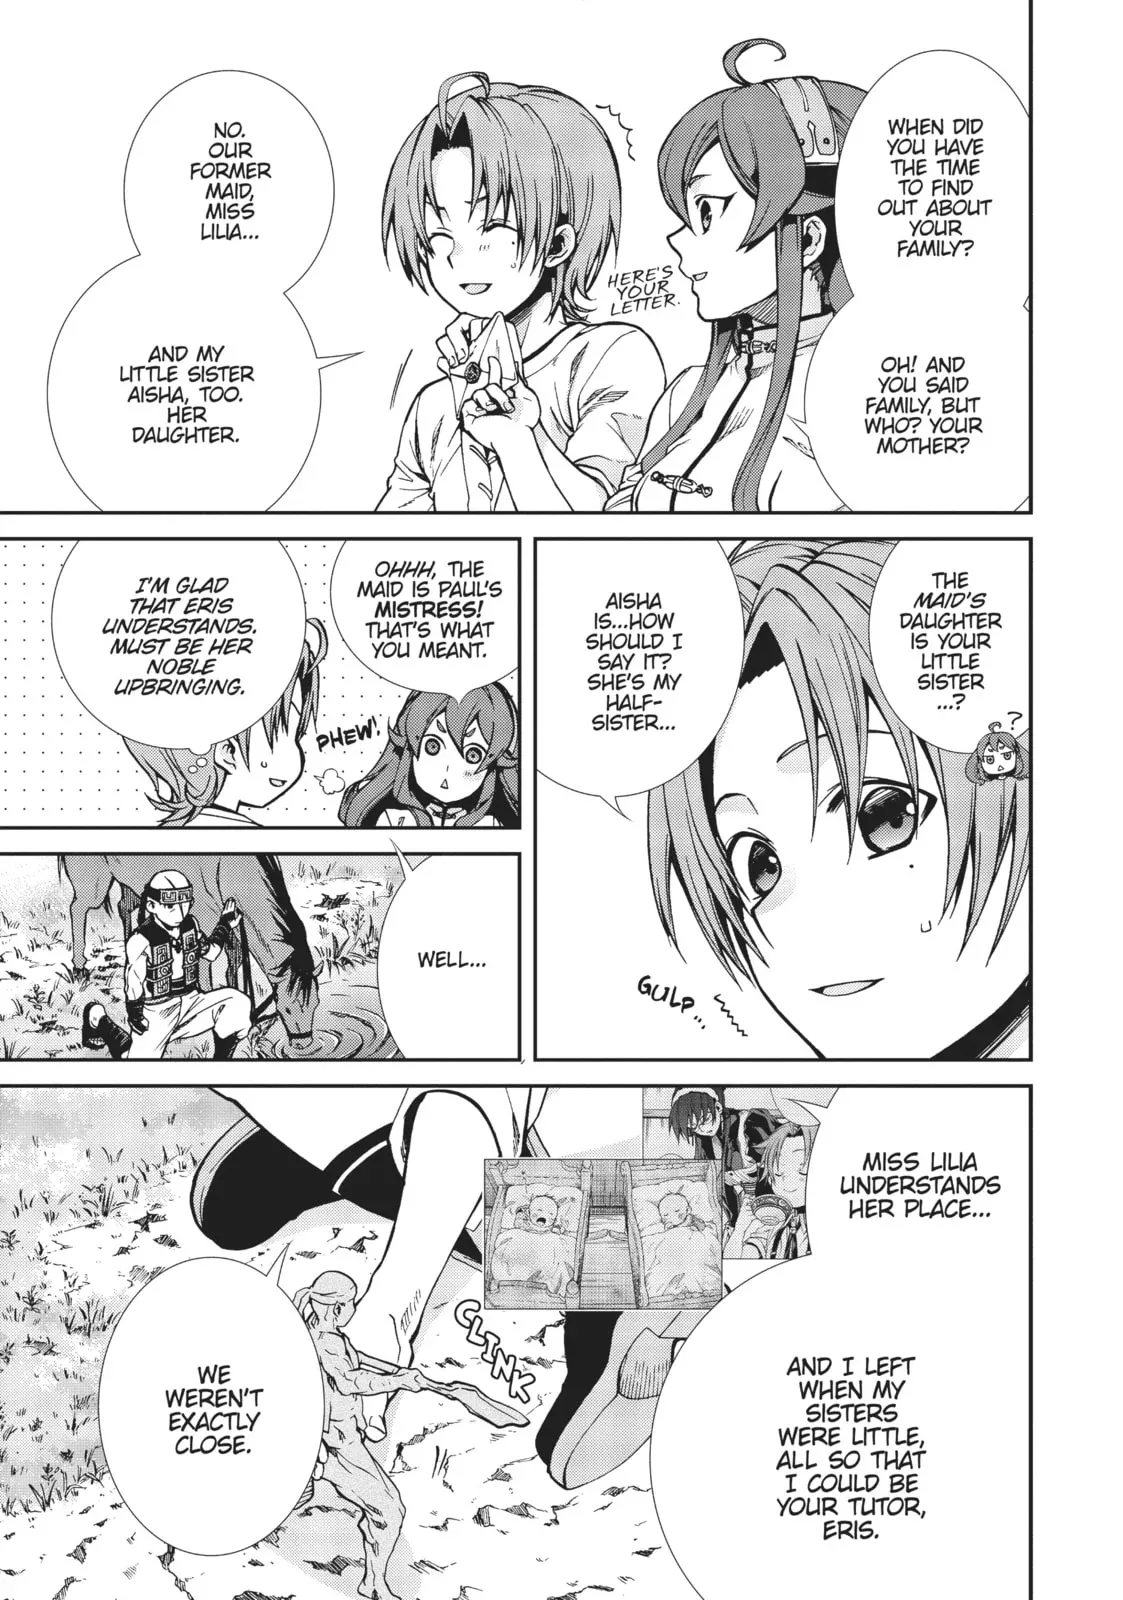 WHEN DID
YOU HAVE
THE TIME
TO FIND
OUT ABOUT
YOUR
FAMILY?
OH! AND
YOU SAID
FAMILY, BUT
WHO? YOUR
MOTHER?
HERE'S
YOUR
LETTER.
NO.
OUR
FORMER
MAID,
MISS
LILIA...
AND MY
LITTLE SISTER
AISHA, TOO.
HER
DAUGHTER.
THE
MAID'S
DAUGHTER
IS YOUR
LITTLE
SISTER
...?
?
AISHA
IS...HOW
SHOULD I
SAY IT?
SHE'S MY
HALF-
SISTER...
GULP...
OHHH, THE
MAID IS PAUL'S
MISTRESS!
THAT'S WHAT
YOU MEANT.
I'M GLAD
THAT ERIS
UNDERSTANDS.
MUST BE HER
NOBLE
UPBRINGING.
PHEW!
WELL...
MISS LILIA
UNDERSTANDS
HER PLACE...
AND I LEFT
WHEN MY
SISTERS
WERE LITTLE,
ALL SO THAT
I COULD BE
YOUR TUTOR,
ERIS.
CLINK
WE
WEREN'T
EXACTLY
CLOSE.